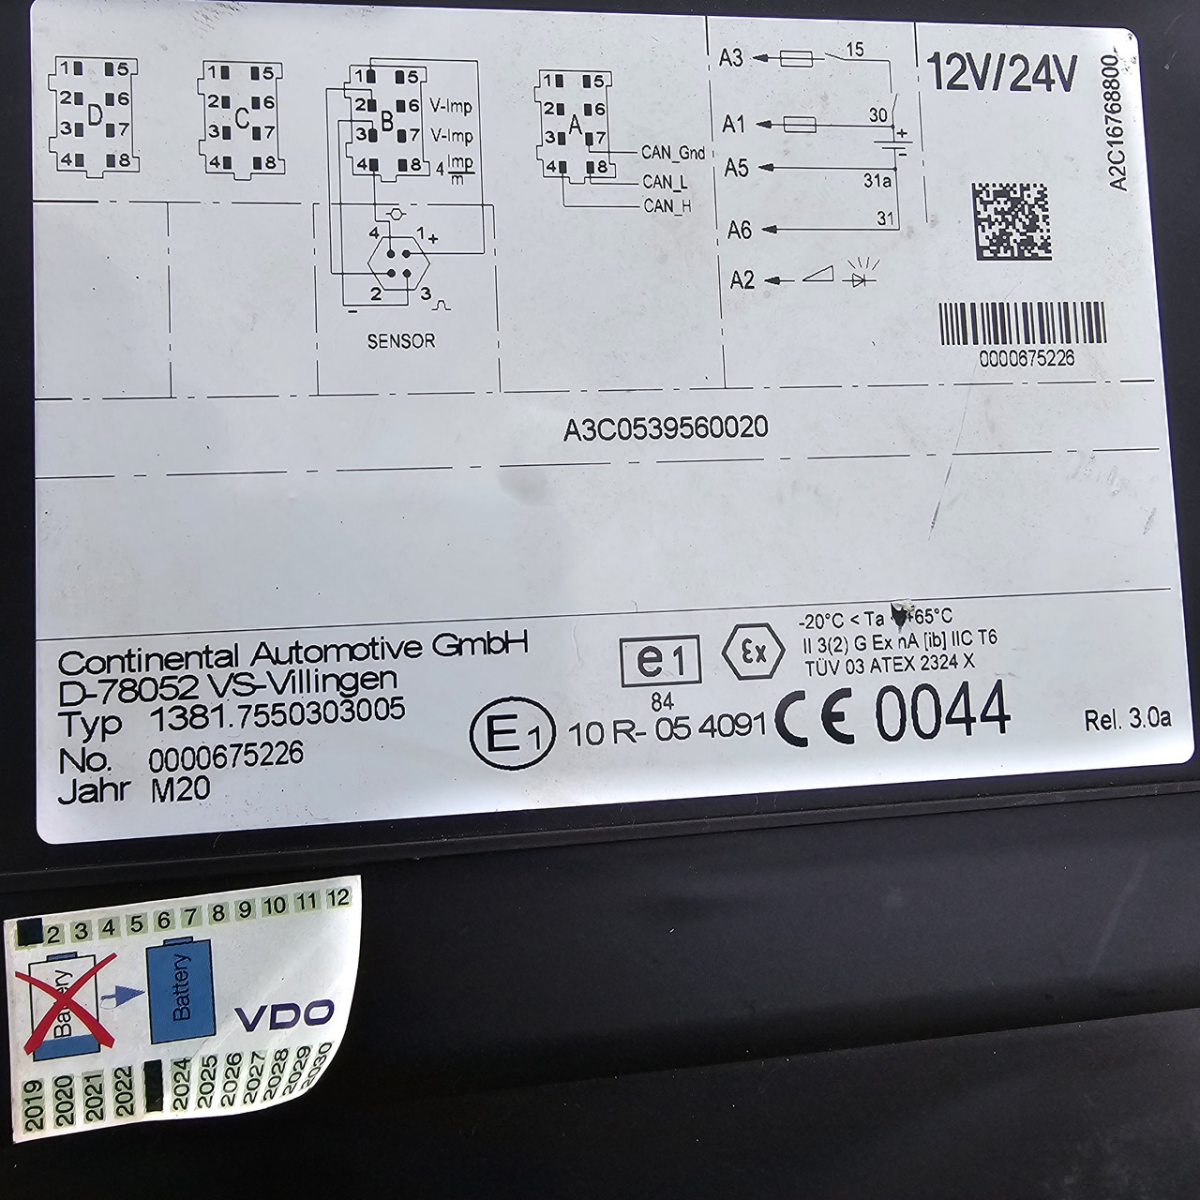 1 5
2 6
D
3 7
4 8
1 5
2 6
C
3 7
4 8
1 5
2 6 V-Imp
B
3 7 V-Imp
4 8 4 Imp/m
4 1 +
2 3
-
SENSOR
1 5
2 6
A
3 7
4 8
CAN_Gnd
CAN_L
CAN_H
A3 15
A1 30
+
-
A5 31a
A6 31
A2
12V/24V
A2C16768800
0000675226
A3C0539560020
Continental Automotive GmbH
D-78052 VS-Villingen
Typ 1381.7550303005
No. 0000675226
Jahr M20
e1
84
E1 10 R- 05 4091
Ex
-20°C < Ta +65°C
II 3(2) G Ex nA [ib] IIC T6
TÜV 03 ATEX 2324 X
CE 0044
Rel. 3.0a
2 3 4 5 6 7 8 9 10 11 12
Battery
Battery
VDO
2019 2020 2021 2022 2024 2025 2026 2027 2028 2029 2030